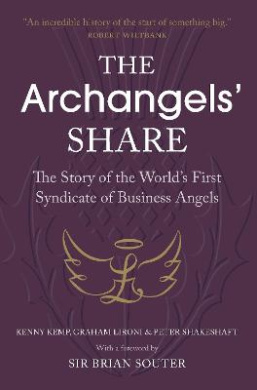 "An incredible history of the start of something big."
ROBERT WILTBANK
THE
Archangels'
SHARE
The Story of the World's First
Syndicate of Business Angels
£
KENNY KEMP, GRAHAM LIRONI & PETER SHAKESHAFT
With a foreword by
SIR BRIAN SOUTER